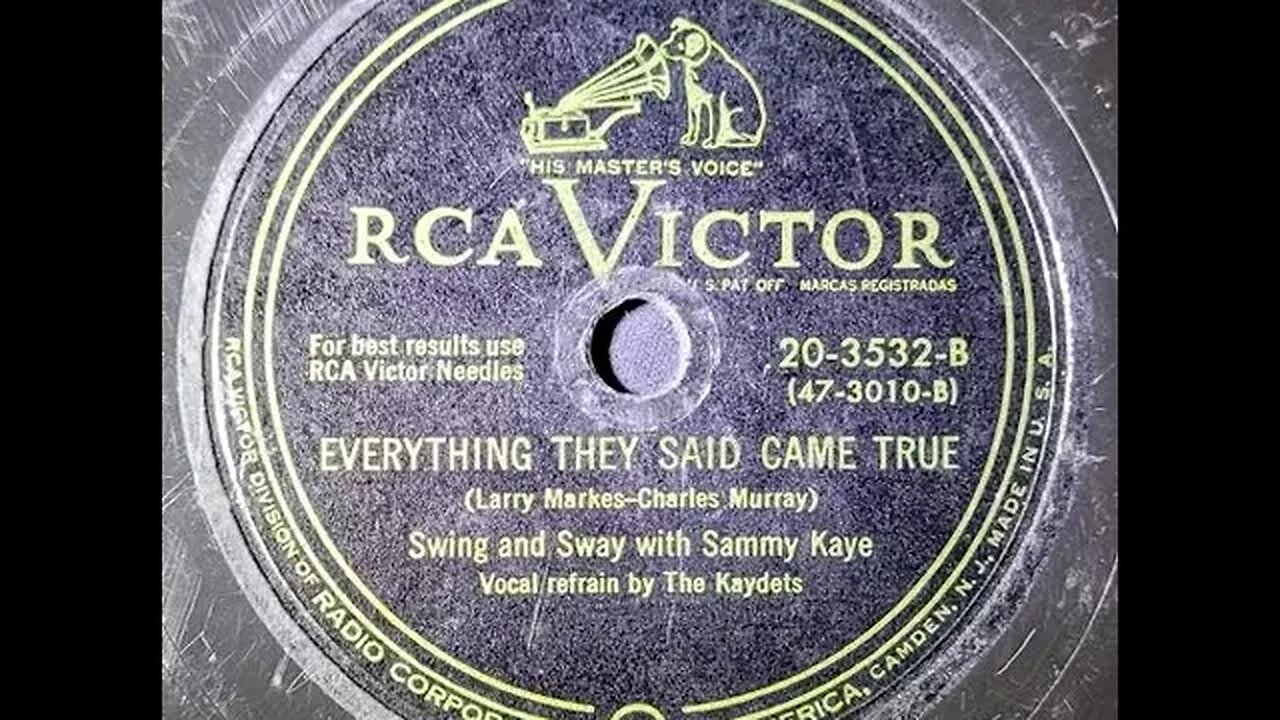 "HIS MASTER'S VOICE"
RCA VICTOR
S. PAT OFF MARCAS REGISTRADAS
For best results use
RCA Victor Needles
20-3532-B
(47-3010-B)
EVERYTHING THEY SAID CAME TRUE
(Larry Markes–Charles Murray)
Swing and Sway with Sammy Kaye
Vocal refrain by The Kaydets
RCA VICTOR DIVISION OF RADIO CORPOR ERICA, CAMDEN, N. J., MADE IN U. S. A.